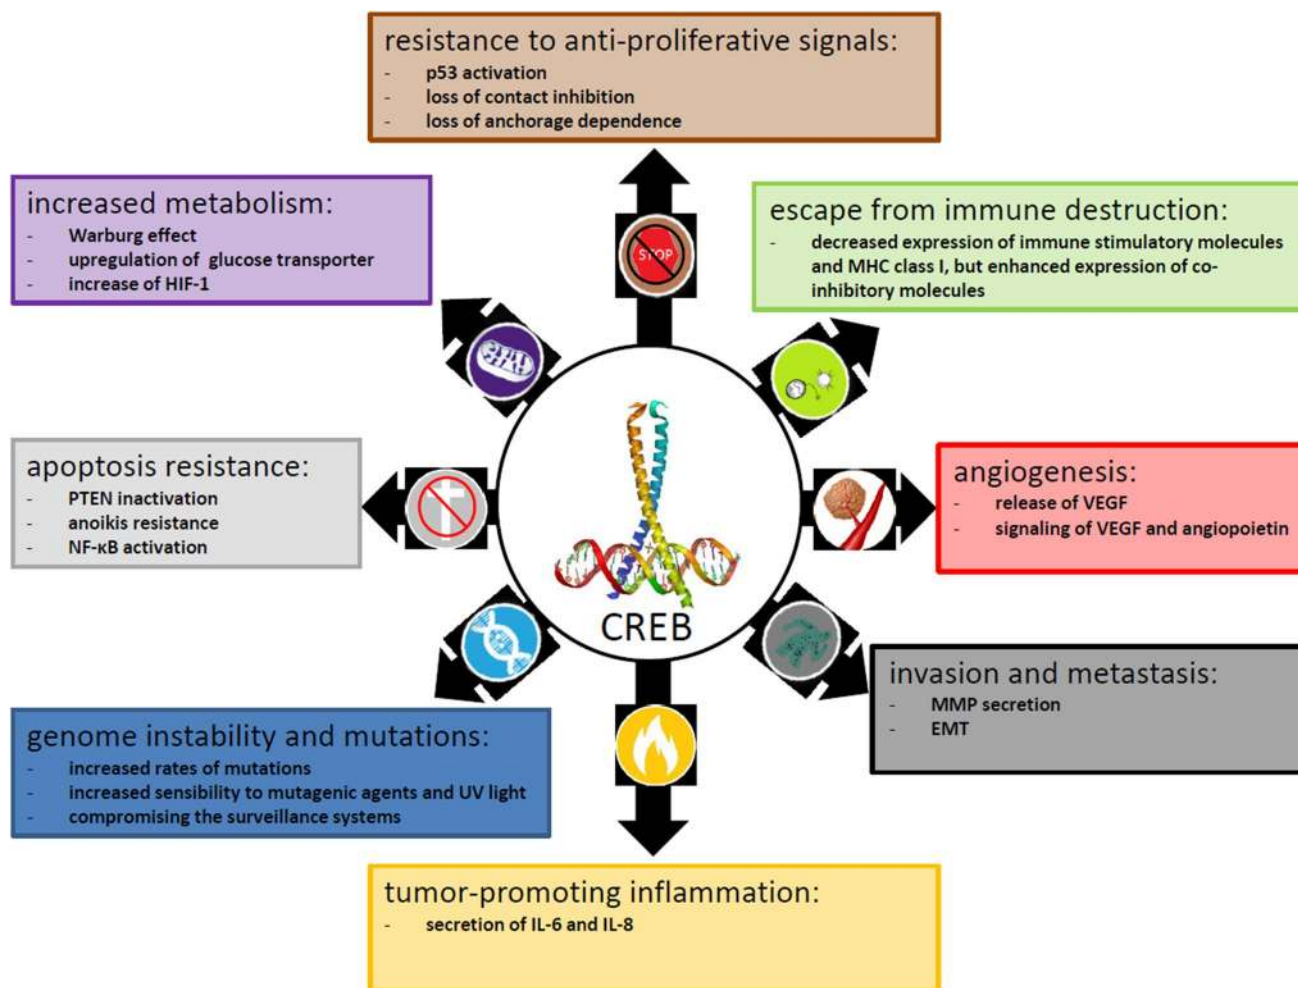 resistance to anti-proliferative signals:
- p53 activation
- loss of contact inhibition
- loss of anchorage dependence
increased metabolism:
- Warburg effect
- upregulation of glucose transporter
- increase of HIF-1
escape from immune destruction:
- decreased expression of immune stimulatory molecules
and MHC class I, but enhanced expression of co-
inhibitory molecules
STOP
apoptosis resistance:
- PTEN inactivation
- anoikis resistance
- NF-κB activation
angiogenesis:
- release of VEGF
- signaling of VEGF and angiopoietin
CREB
genome instability and mutations:
- increased rates of mutations
- increased sensibility to mutagenic agents and UV light
- compromising the surveillance systems
invasion and metastasis:
- MMP secretion
- EMT
tumor-promoting inflammation:
- secretion of IL-6 and IL-8